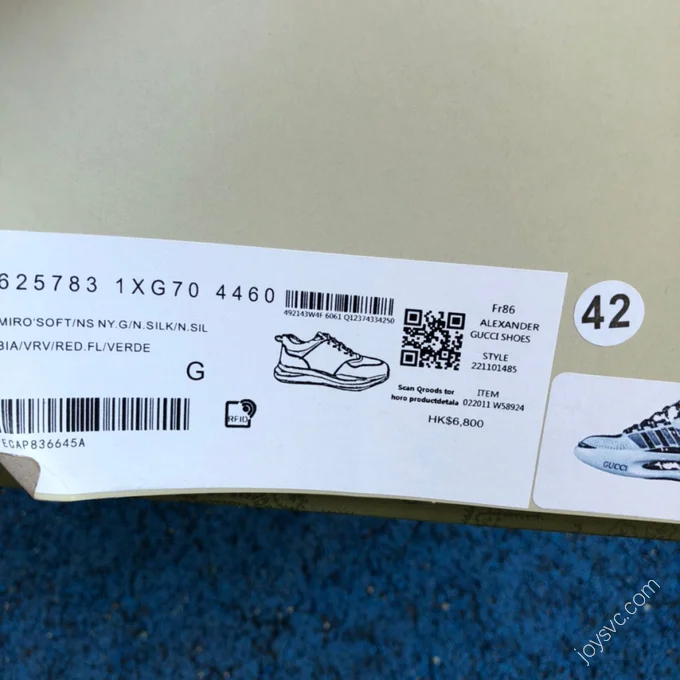 625783 1XG70 4460
492143W4F 6061 Q12374334250
MIRO'SOFT/NS NY.G/N.SILK/N.SIL
BIA/VRV/RED.FL/VERDE
G
ECAP836645A
RFID
Scan Qroods tor
horo productdetala
Fr86
ALEXANDER
GUCCI SHOES
STYLE
221101485
ITEM
022011 W58924
HK$6,800
42
GUCCI
joysvc.com